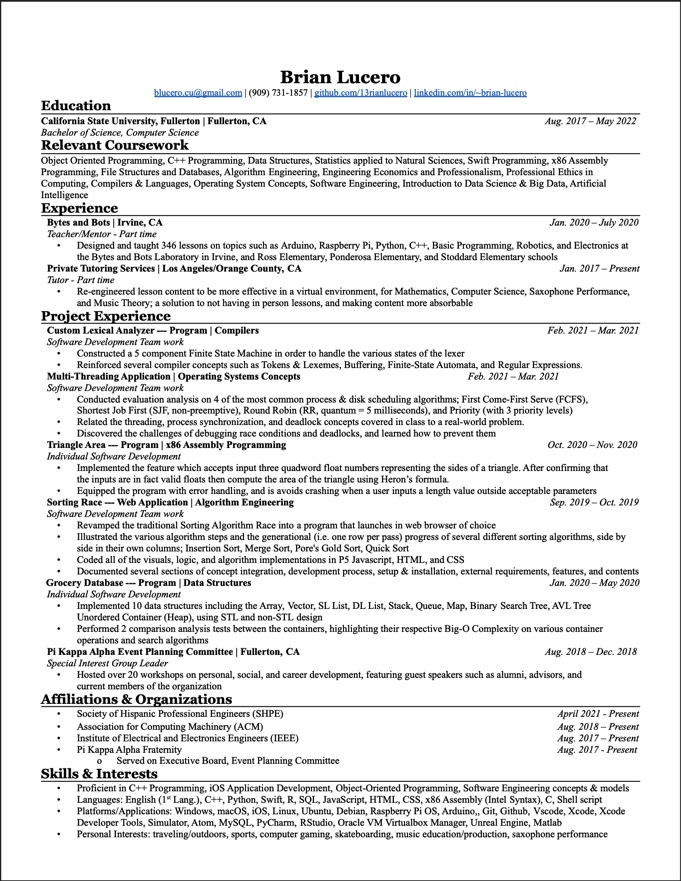 Brian Lucero
blucero.cu@gmail.com | (909) 731-1857 | github.com/13rianlucero | linkedin.com/in/~brian-lucero
Education
California State University, Fullerton | Fullerton, CA Aug. 2017 – May 2022
Bachelor of Science, Computer Science
Relevant Coursework
Object Oriented Programming, C++ Programming, Data Structures, Statistics applied to Natural Sciences, Swift Programming, x86 Assembly
Programming, File Structures and Databases, Algorithm Engineering, Engineering Economics and Professionalism, Professional Ethics in
Computing, Compilers & Languages, Operating System Concepts, Software Engineering, Introduction to Data Science & Big Data, Artificial
Intelligence
Experience
Bytes and Bots | Irvine, CA Jan. 2020 – July 2020
Teacher/Mentor - Part time
• Designed and taught 346 lessons on topics such as Arduino, Raspberry Pi, Python, C++, Basic Programming, Robotics, and Electronics at
the Bytes and Bots Laboratory in Irvine, and Ross Elementary, Ponderosa Elementary, and Stoddard Elementary schools
Private Tutoring Services | Los Angeles/Orange County, CA Jan. 2017 – Present
Tutor - Part time
• Re-engineered lesson content to be more effective in a virtual environment, for Mathematics, Computer Science, Saxophone Performance,
and Music Theory; a solution to not having in person lessons, and making content more absorbable
Project Experience
Custom Lexical Analyzer --- Program | Compilers Feb. 2021 – Mar. 2021
Software Development Team work
• Constructed a 5 component Finite State Machine in order to handle the various states of the lexer
• Reinforced several compiler concepts such as Tokens & Lexemes, Buffering, Finite-State Automata, and Regular Expressions.
Multi-Threading Application | Operating Systems Concepts Feb. 2021 – Mar. 2021
Software Development Team work
• Conducted evaluation analysis on 4 of the most common process & disk scheduling algorithms; First Come-First Serve (FCFS),
Shortest Job First (SJF, non-preemptive), Round Robin (RR, quantum = 5 milliseconds), and Priority (with 3 priority levels)
• Related the threading, process synchronization, and deadlock concepts covered in class to a real-world problem.
• Discovered the challenges of debugging race conditions and deadlocks, and learned how to prevent them
Triangle Area --- Program | x86 Assembly Programming Oct. 2020 – Nov. 2020
Individual Software Development
• Implemented the feature which accepts input three quadword float numbers representing the sides of a triangle. After confirming that
the inputs are in fact valid floats then compute the area of the triangle using Heron's formula.
• Equipped the program with error handling, and is avoids crashing when a user inputs a length value outside acceptable parameters
Sorting Race --- Web Application | Algorithm Engineering Sep. 2019 – Oct. 2019
Software Development Team work
• Revamped the traditional Sorting Algorithm Race into a program that launches in web browser of choice
• Illustrated the various algorithm steps and the generational (i.e. one row per pass) progress of several different sorting algorithms, side by
side in their own columns; Insertion Sort, Merge Sort, Pore's Gold Sort, Quick Sort
• Coded all of the visuals, logic, and algorithm implementations in P5 Javascript, HTML, and CSS
• Documented several sections of concept integration, development process, setup & installation, external requirements, features, and contents
Grocery Database --- Program | Data Structures Jan. 2020 – May 2020
Individual Software Development
• Implemented 10 data structures including the Array, Vector, SL List, DL List, Stack, Queue, Map, Binary Search Tree, AVL Tree
Unordered Container (Heap), using STL and non-STL design
• Performed 2 comparison analysis tests between the containers, highlighting their respective Big-O Complexity on various container
operations and search algorithms
Pi Kappa Alpha Event Planning Committee | Fullerton, CA Aug. 2018 – Dec. 2018
Special Interest Group Leader
• Hosted over 20 workshops on personal, social, and career development, featuring guest speakers such as alumni, advisors, and
current members of the organization
Affiliations & Organizations
• Society of Hispanic Professional Engineers (SHPE) April 2021 - Present
• Association for Computing Machinery (ACM) Aug. 2018 – Present
• Institute of Electrical and Electronics Engineers (IEEE) Aug. 2017 – Present
• Pi Kappa Alpha Fraternity Aug. 2017 - Present
o Served on Executive Board, Event Planning Committee
Skills & Interests
• Proficient in C++ Programming, iOS Application Development, Object-Oriented Programming, Software Engineering concepts & models
• Languages: English (1st Lang.), C++, Python, Swift, R, SQL, JavaScript, HTML, CSS, x86 Assembly (Intel Syntax), C, Shell script
• Platforms/Applications: Windows, macOS, iOS, Linux, Ubuntu, Debian, Raspberry Pi OS, Arduino,, Git, Github, Vscode, Xcode, Xcode
Developer Tools, Simulator, Atom, MySQL, PyCharm, RStudio, Oracle VM Virtualbox Manager, Unreal Engine, Matlab
• Personal Interests: traveling/outdoors, sports, computer gaming, skateboarding, music education/production, saxophone performance